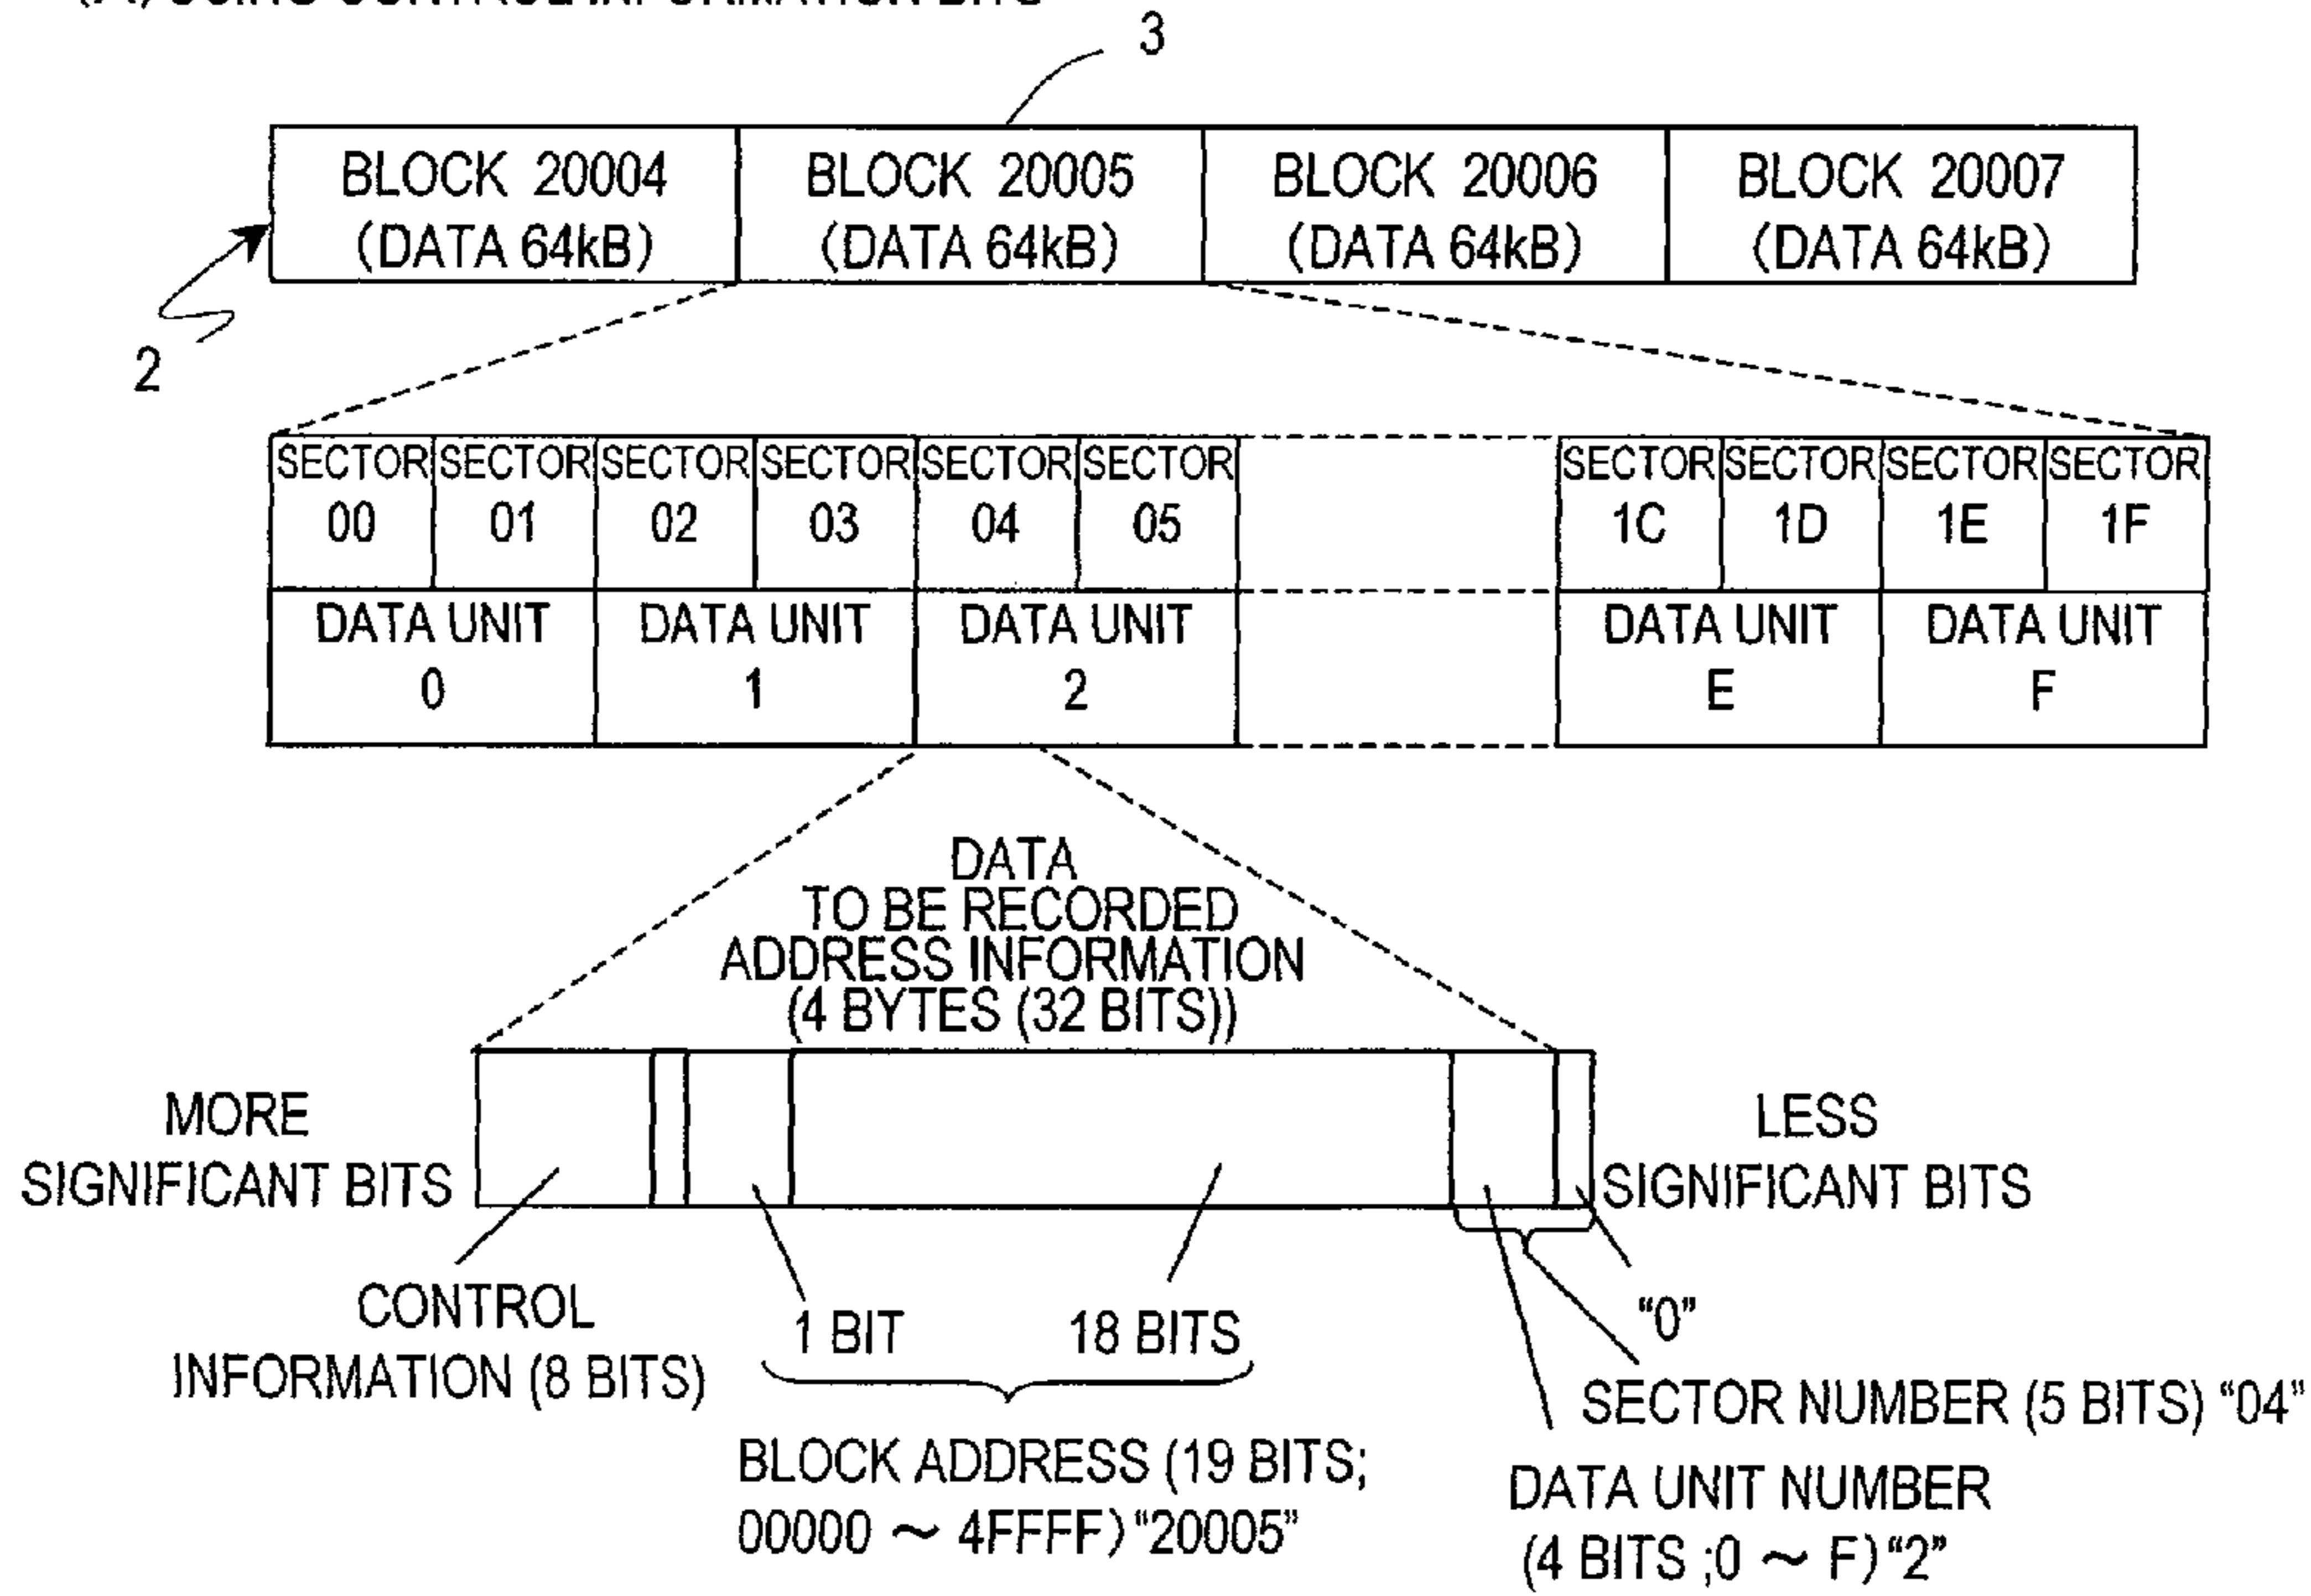 3
BLOCK 20004 BLOCK 20005 BLOCK 20006 BLOCK 20007
(DATA 64kB) (DATA 64kB) (DATA 64kB) (DATA 64kB)
2
SECTOR SECTOR SECTOR SECTOR SECTOR SECTOR SECTOR SECTOR SECTOR SECTOR
00 01 02 03 04 05 1C 1D 1E 1F
DATA UNIT DATA UNIT DATA UNIT DATA UNIT DATA UNIT
0 1 2 E F
DATA
TO BE RECORDED
ADDRESS INFORMATION
(4 BYTES (32 BITS))
MORE
SIGNIFICANT BITS
LESS
SIGNIFICANT BITS
CONTROL
INFORMATION (8 BITS)
1 BIT 18 BITS
"0"
SECTOR NUMBER (5 BITS) "04"
BLOCK ADDRESS (19 BITS;
00000 ~ 4FFFF) "20005"
DATA UNIT NUMBER
(4 BITS ;0 ~ F) "2"